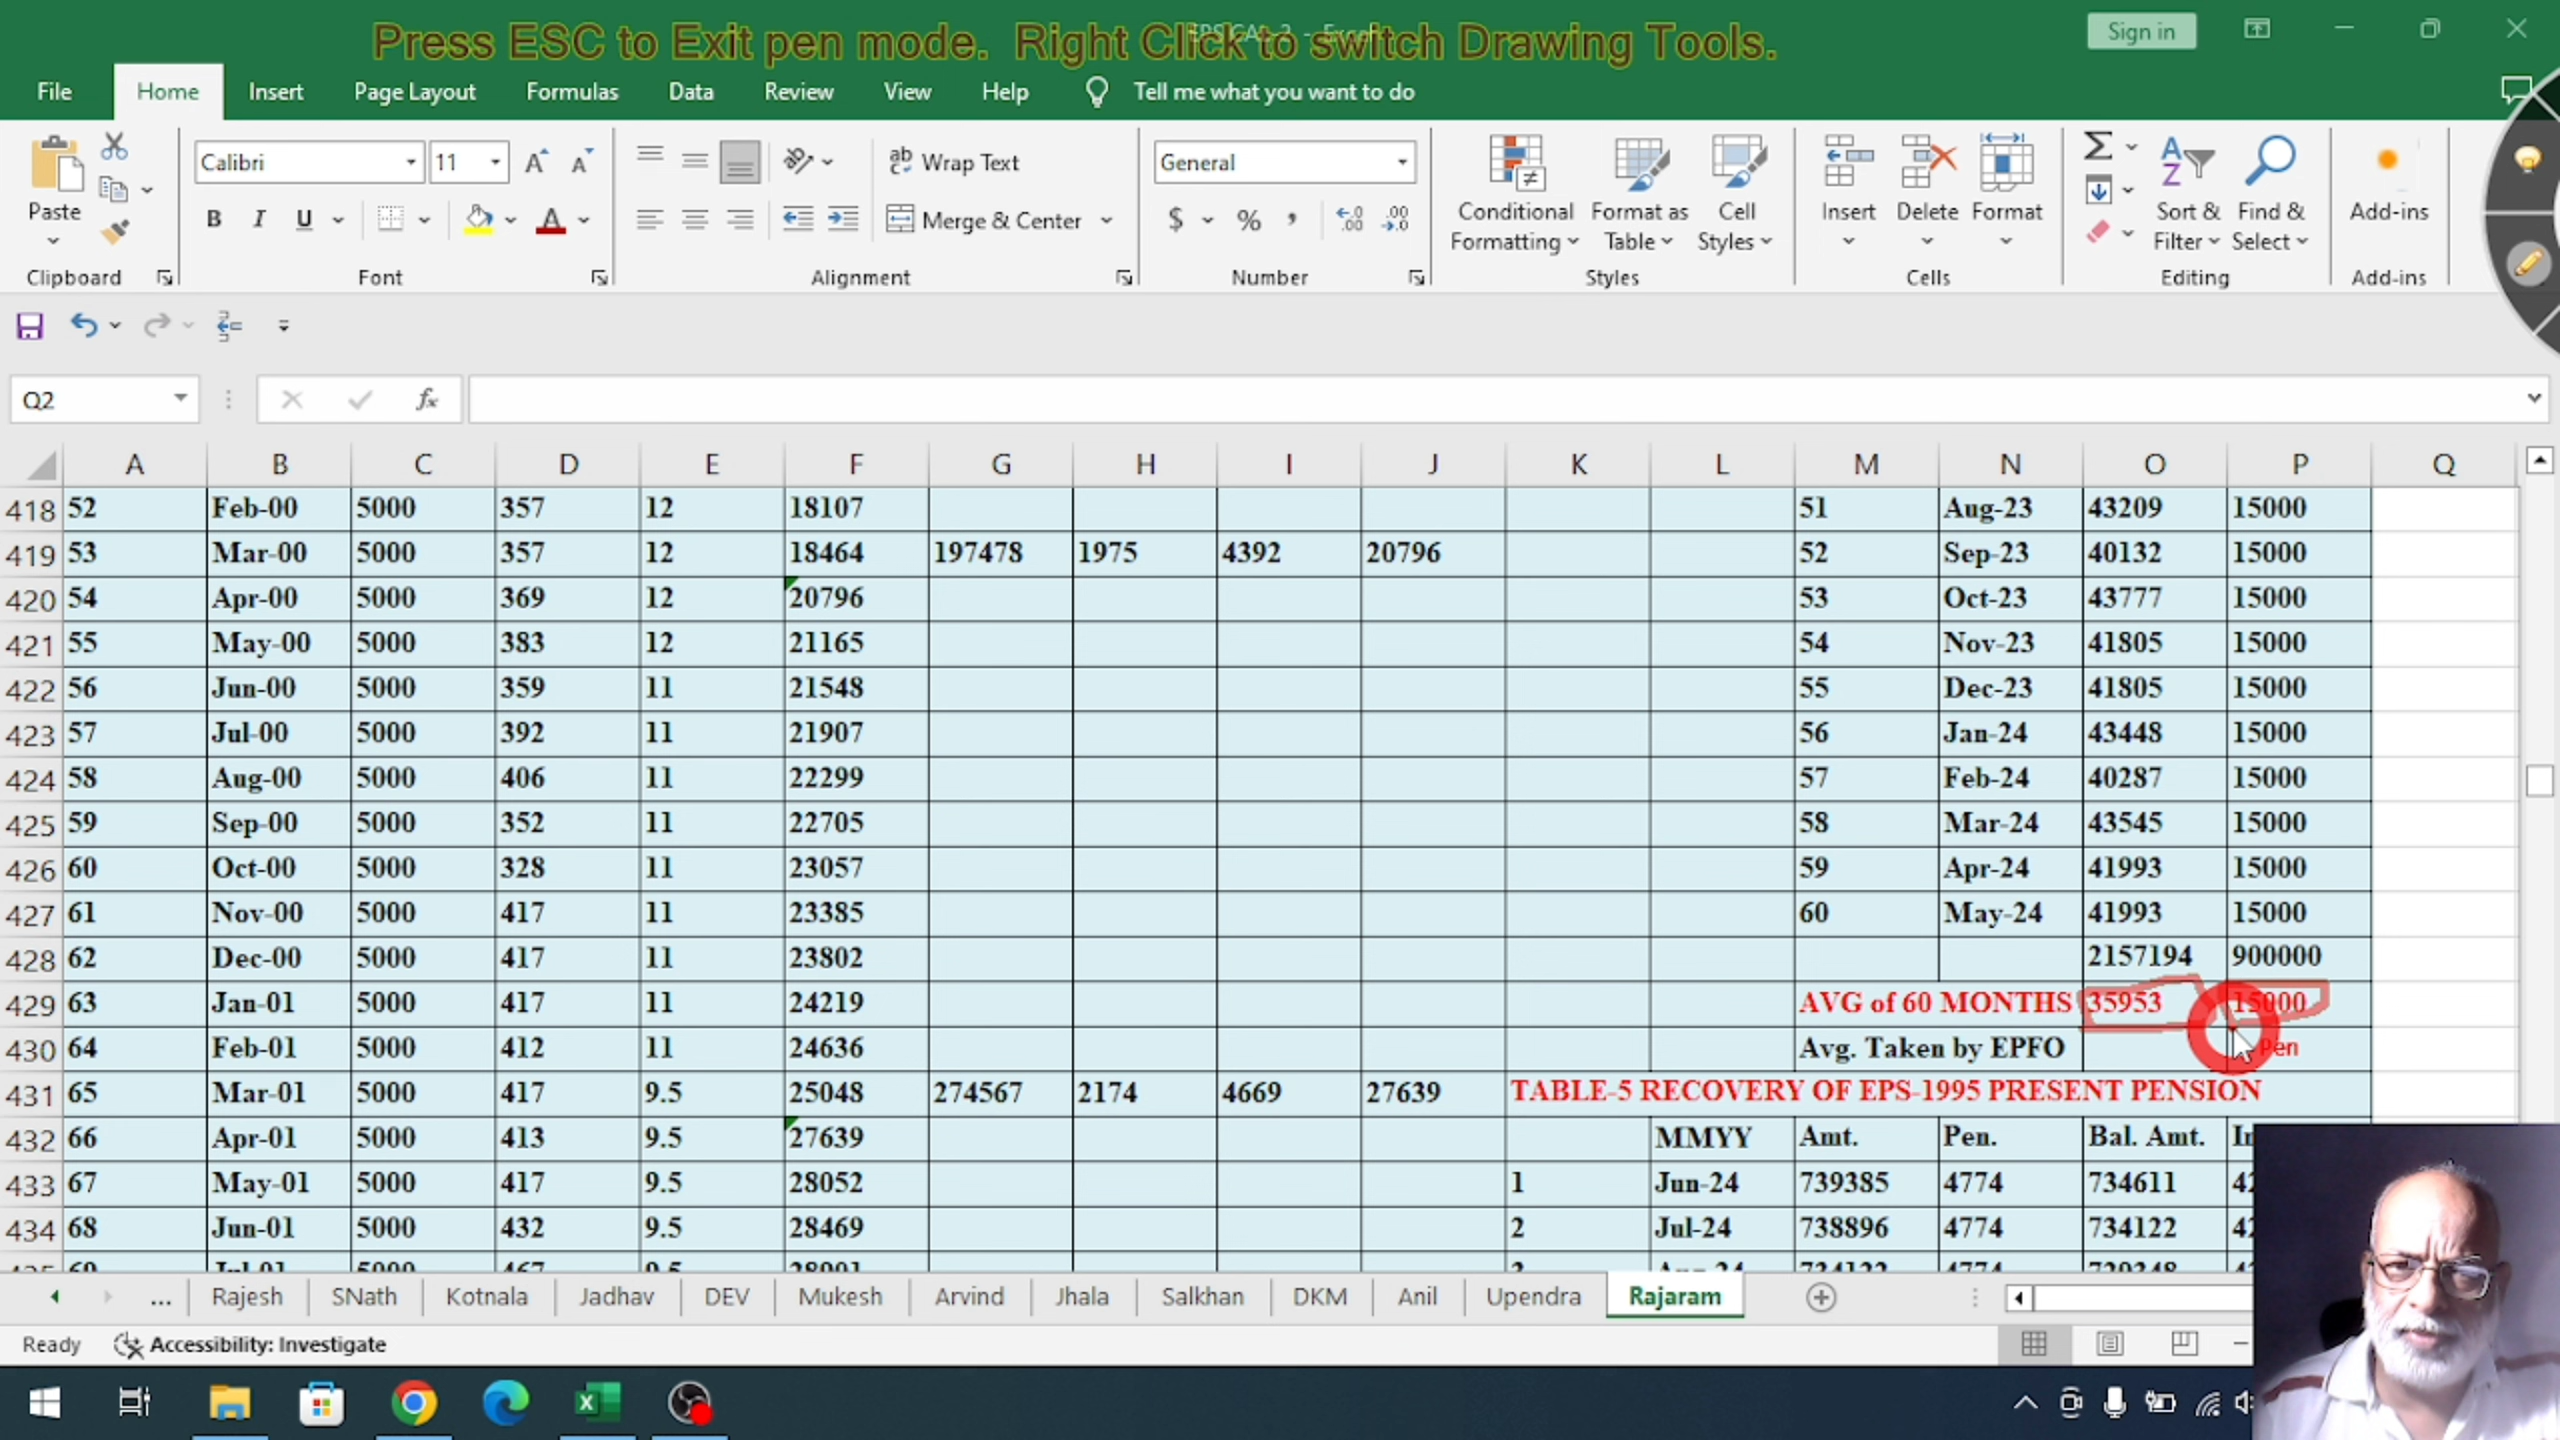 Press ESC to Exit pen mode. Right Click to switch Drawing Tools.
Sign in
File Home Insert Page Layout Formulas Data Review View Help Tell me what you want to do
Paste
Clipboard
Calibri 11
B I U
Font
Wrap Text
Merge & Center
Alignment
General
$ %
Number
Conditional Formatting
Format as Table
Cell Styles
Styles
Insert Delete Format
Cells
Sort & Filter
Find & Select
Editing
Add-ins
Add-ins
Q2 fx
A B C D E F G H I J K L M N O P Q
418 52 Feb-00 5000 357 12 18107 51 Aug-23 43209 15000
419 53 Mar-00 5000 357 12 18464 197478 1975 4392 20796 52 Sep-23 40132 15000
420 54 Apr-00 5000 369 12 20796 53 Oct-23 43777 15000
421 55 May-00 5000 383 12 21165 54 Nov-23 41805 15000
422 56 Jun-00 5000 359 11 21548 55 Dec-23 41805 15000
423 57 Jul-00 5000 392 11 21907 56 Jan-24 43448 15000
424 58 Aug-00 5000 406 11 22299 57 Feb-24 40287 15000
425 59 Sep-00 5000 352 11 22705 58 Mar-24 43545 15000
426 60 Oct-00 5000 328 11 23057 59 Apr-24 41993 15000
427 61 Nov-00 5000 417 11 23385 60 May-24 41993 15000
428 62 Dec-00 5000 417 11 23802 2157194 900000
429 63 Jan-01 5000 417 11 24219 AVG of 60 MONTHS 35953 15000
430 64 Feb-01 5000 412 11 24636 Avg. Taken by EPFO Pen
431 65 Mar-01 5000 417 9.5 25048 274567 2174 4669 27639 TABLE-5 RECOVERY OF EPS-1995 PRESENT PENSION
432 66 Apr-01 5000 413 9.5 27639 MMYY Amt. Pen. Bal. Amt.
433 67 May-01 5000 417 9.5 28052 1 Jun-24 739385 4774 734611
434 68 Jun-01 5000 432 9.5 28469 2 Jul-24 738896 4774 734122
... Rajesh SNath Kotnala Jadhav DEV Mukesh Arvind Jhala Salkhan DKM Anil Upendra Rajaram
Ready Accessibility: Investigate